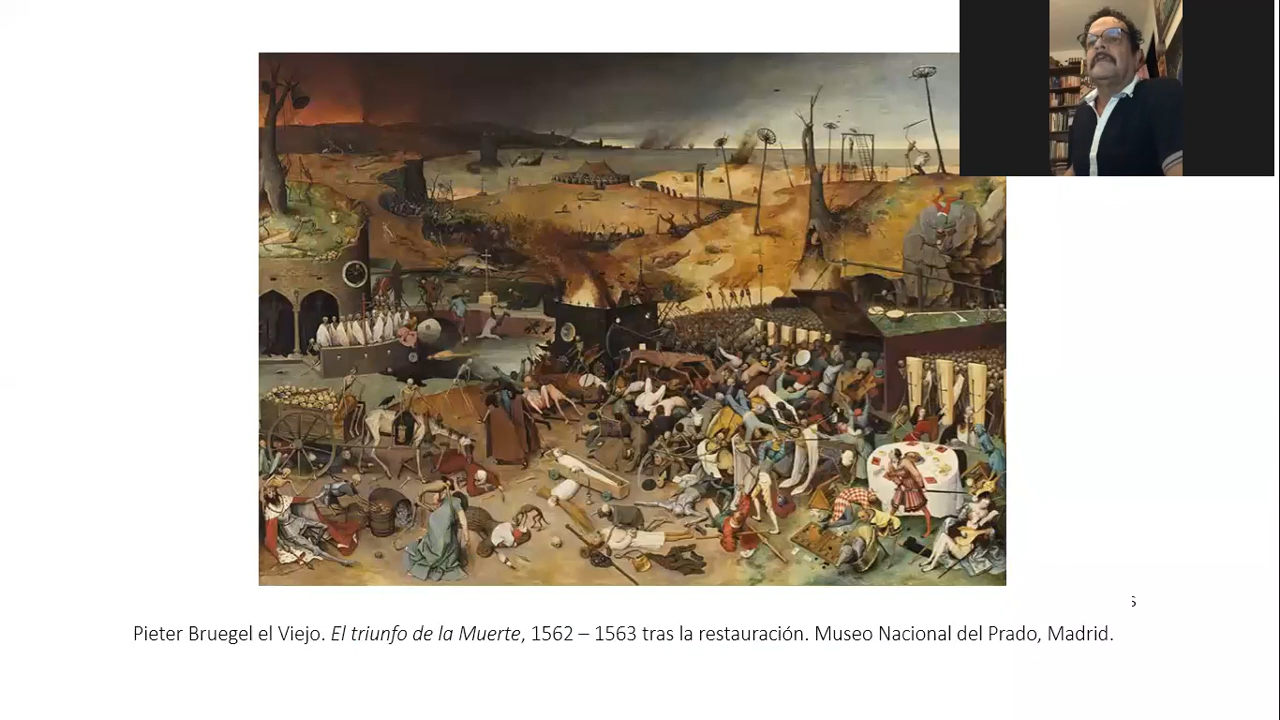 s
Pieter Bruegel el Viejo. El triunfo de la Muerte, 1562 – 1563 tras la restauración. Museo Nacional del Prado, Madrid.